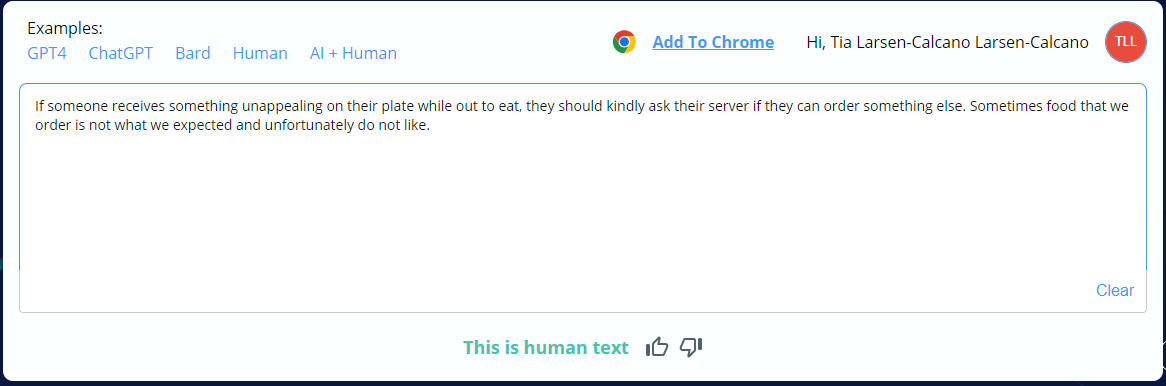 Examples:
GPT4 ChatGPT Bard Human AI + Human
Add To Chrome Hi, Tia Larsen-Calcano Larsen-Calcano TLL
If someone receives something unappealing on their plate while out to eat, they should kindly ask their server if they can order something else. Sometimes food that we
order is not what we expected and unfortunately do not like.
Clear
This is human text